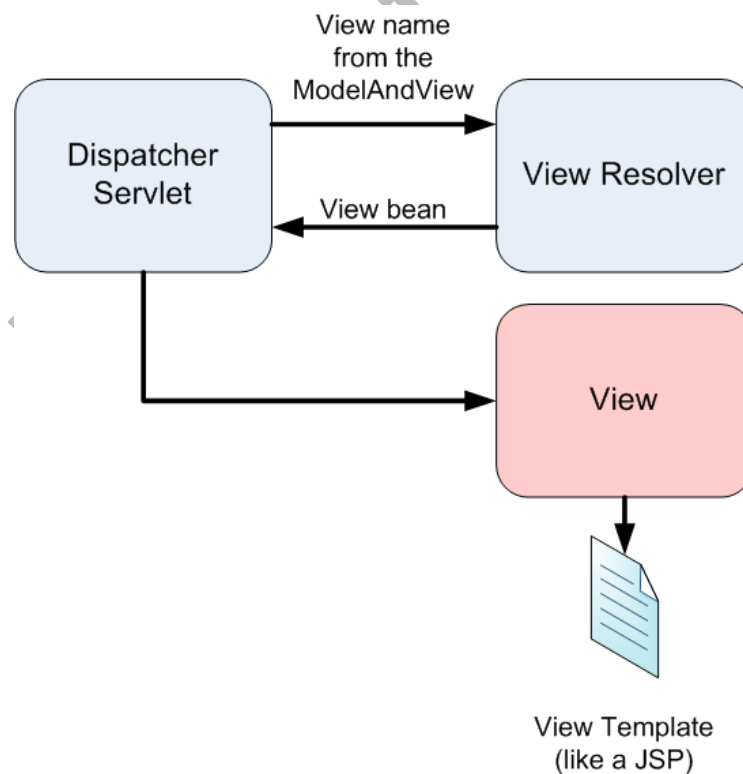 View name
from the
ModelAndView
Dispatcher
Servlet
View Resolver
View bean
View
View Template
(like a JSP)